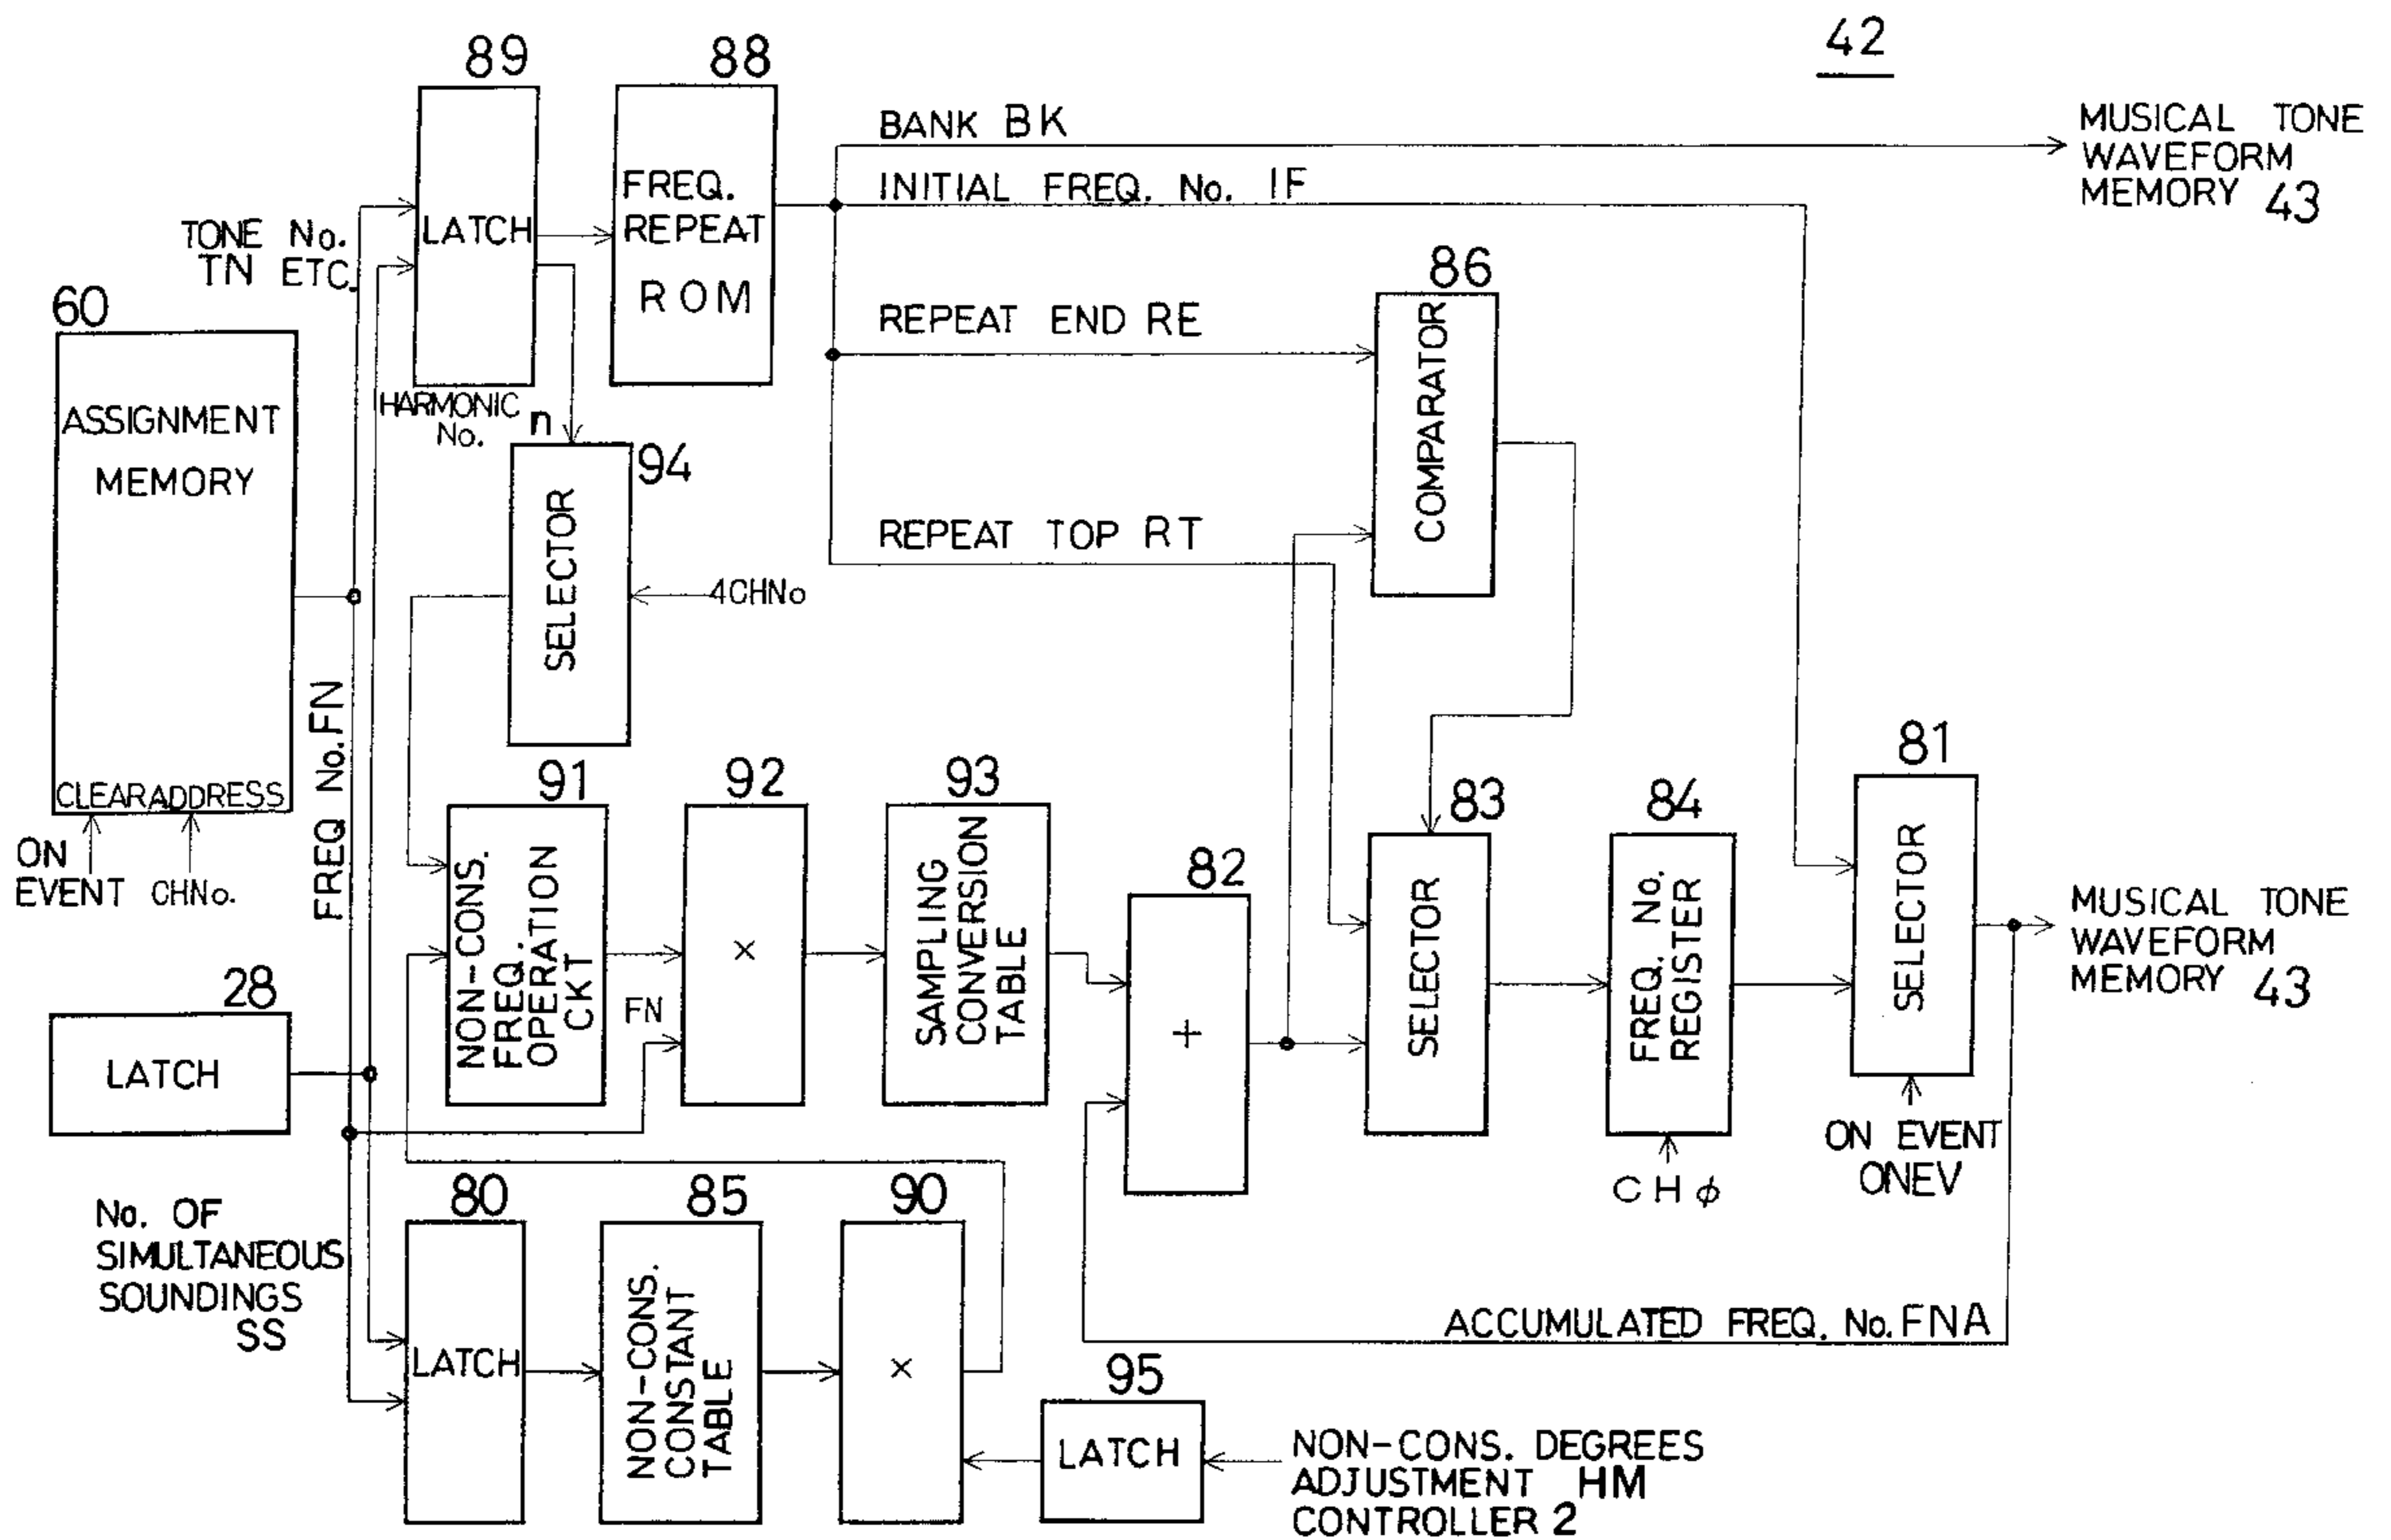 42
89
88
BANK BK
MUSICAL TONE
WAVEFORM
MEMORY 43
INITIAL FREQ. No. IF
FREQ.
REPEAT
ROM
LATCH
TONE No.
TN ETC.
60
ASSIGNMENT
MEMORY
CLEAR ADDRESS
ON
EVENT
CHNo.
HARMONIC
No.
n
94
SELECTOR
4CHNo
REPEAT END RE
REPEAT TOP RT
86
COMPARATOR
FREQ No. FN
91
NON-CONS.
FREQ.
OPERATION
CKT
92
×
FN
93
SAMPLING
CONVERSION
TABLE
82
+
83
SELECTOR
84
FREQ. No.
REGISTER
CH φ
81
SELECTOR
ON EVENT
ONEV
MUSICAL TONE
WAVEFORM
MEMORY 43
28
LATCH
No. OF
SIMULTANEOUS
SOUNDINGS
SS
80
LATCH
85
NON-CONS.
CONSTANT
TABLE
90
×
ACCUMULATED FREQ. No. FNA
95
LATCH
NON-CONS. DEGREES
ADJUSTMENT HM
CONTROLLER 2